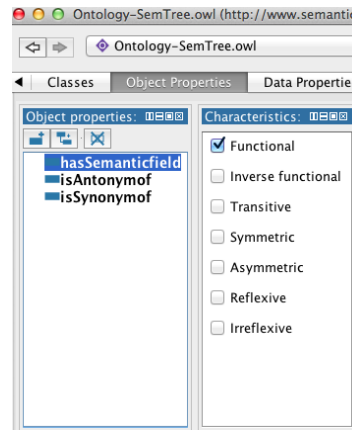 Ontology-SemTree.owl (http://www.semantic
Ontology-SemTree.owl
Classes Object Properties Data Propertie
Object properties:
hasSemanticfield
isAntonymof
isSynonymof
Characteristics:
Functional
Inverse functional
Transitive
Symmetric
Asymmetric
Reflexive
Irreflexive